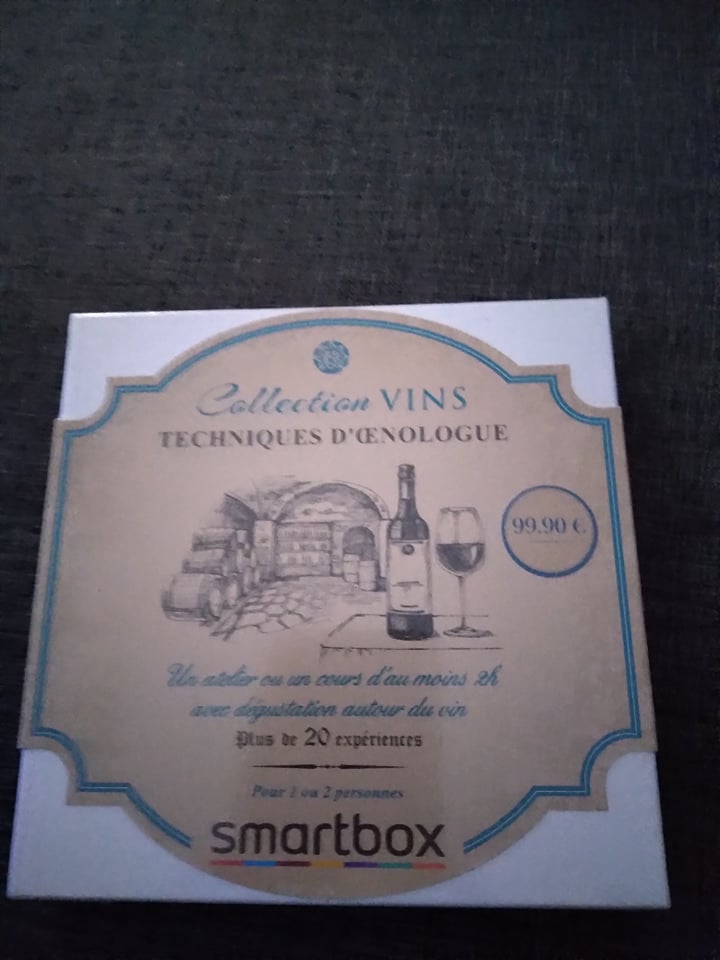 Collection VINS
TECHNIQUES D'ŒNOLOGUE
99.90 €
Un atelier ou un cours d'au moins 2h
avec dégustation autour du vin
Plus de 20 expériences
Pour 1 ou 2 personnes
smartbox